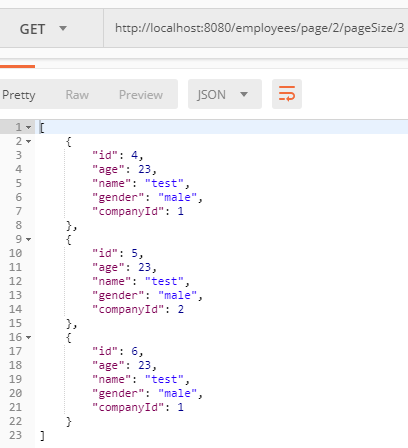 GET http://localhost:8080/employees/page/2/pageSize/3
Pretty Raw Preview JSON
1 [
2 {
3 "id": 4,
4 "age": 23,
5 "name": "test",
6 "gender": "male",
7 "companyId": 1
8 },
9 {
10 "id": 5,
11 "age": 23,
12 "name": "test",
13 "gender": "male",
14 "companyId": 2
15 },
16 {
17 "id": 6,
18 "age": 23,
19 "name": "test",
20 "gender": "male",
21 "companyId": 1
22 }
23 ]